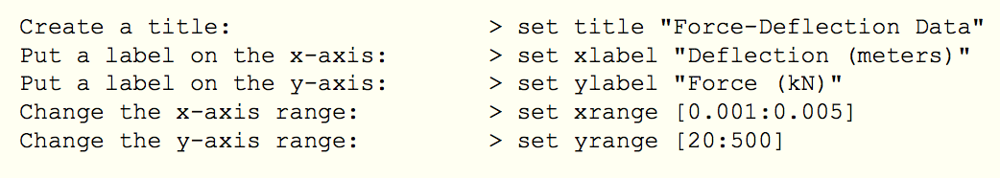 Create a title: > set title "Force-Deflection Data"
Put a label on the x-axis: > set xlabel "Deflection (meters)"
Put a label on the y-axis: > set ylabel "Force (kN)"
Change the x-axis range: > set xrange [0.001:0.005]
Change the y-axis range: > set yrange [20:500]